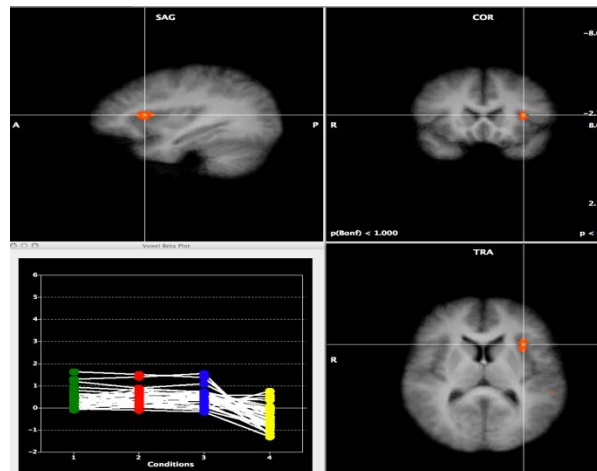 SAG
A
P
COR
-8.
R
-2.
8.
2.
p(Bonf) < 1.000
p <
Voxel Beta Plot
6
5
4
3
2
1
0
-1
-2
1 2 3 4
Conditions
TRA
R